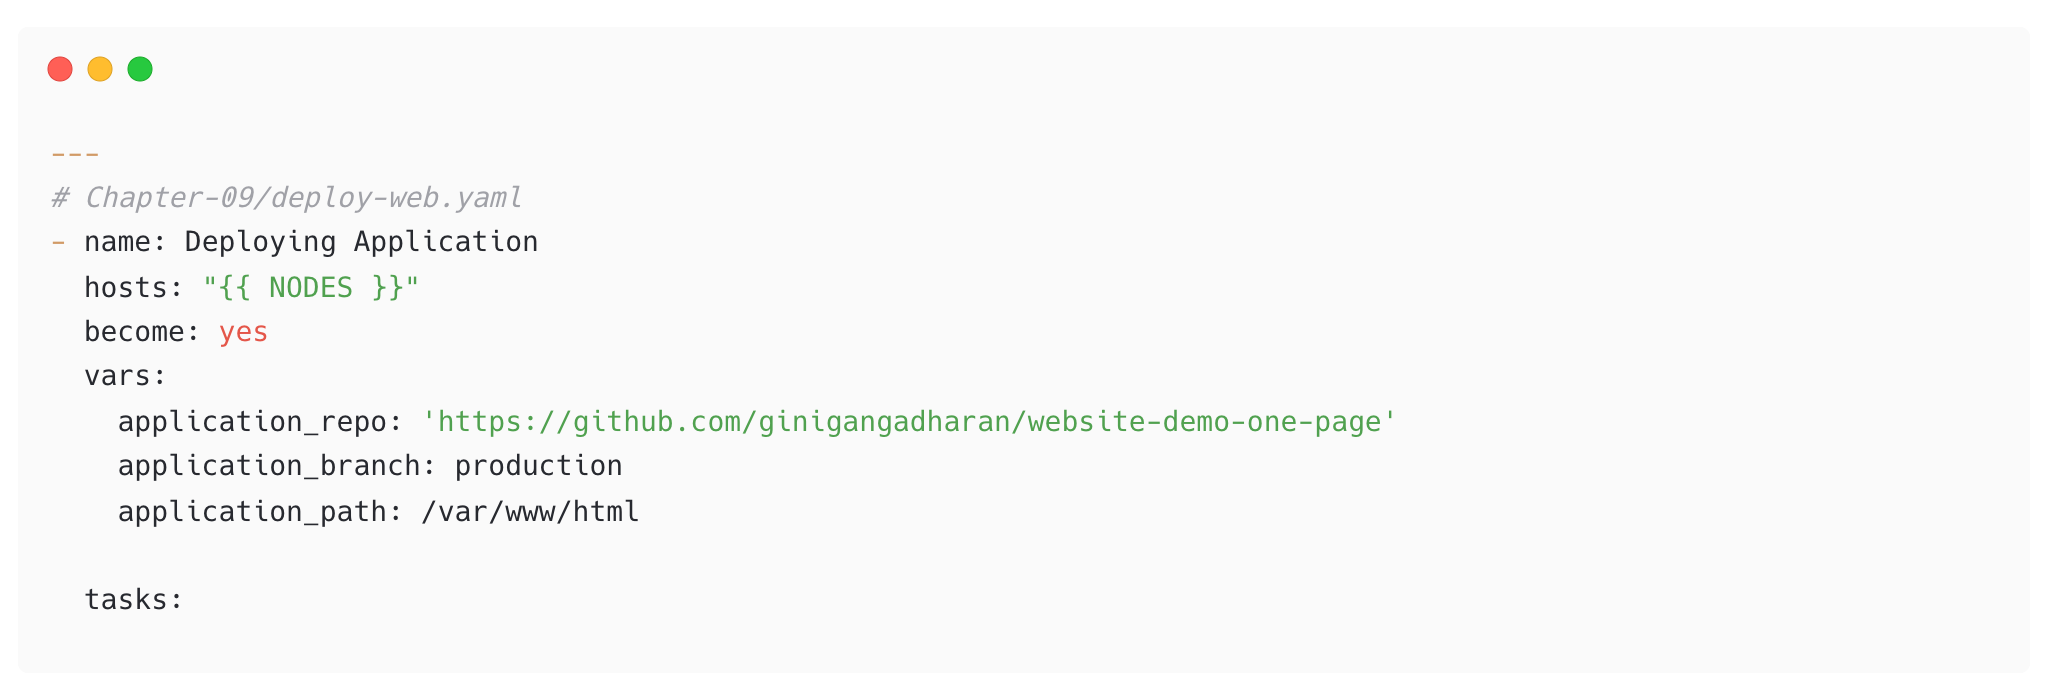 ---
# Chapter-09/deploy-web.yaml
- name: Deploying Application
  hosts: "{{ NODES }}"
  become: yes
  vars:
    application_repo: 'https://github.com/ginigangadharan/website-demo-one-page'
    application_branch: production
    application_path: /var/www/html
  tasks: